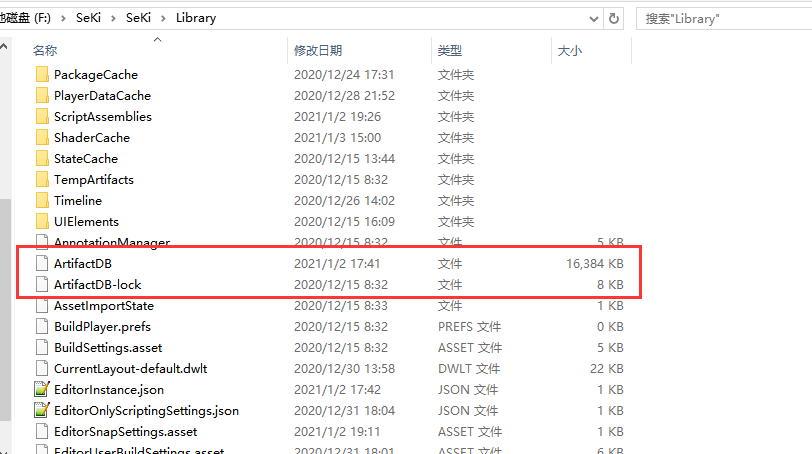 地磁盘 (F:) > SeKi > SeKi > Library 搜索"Library"
名称 修改日期 类型 大小
PackageCache 2020/12/24 17:31 文件夹
PlayerDataCache 2020/12/28 21:52 文件夹
ScriptAssemblies 2021/1/2 19:26 文件夹
ShaderCache 2021/1/3 15:00 文件夹
StateCache 2020/12/15 13:44 文件夹
TempArtifacts 2020/12/15 8:32 文件夹
Timeline 2020/12/26 14:02 文件夹
UIElements 2020/12/15 16:09 文件夹
AnnotationManager 2020/12/15 8:32 文件 5 KB
ArtifactDB 2021/1/2 17:41 文件 16,384 KB
ArtifactDB-lock 2020/12/15 8:32 文件 8 KB
AssetImportState 2020/12/15 8:33 文件 1 KB
BuildPlayer.prefs 2020/12/15 8:32 PREFS 文件 0 KB
BuildSettings.asset 2020/12/15 8:32 ASSET 文件 5 KB
CurrentLayout-default.dwlt 2020/12/30 13:58 DWLT 文件 22 KB
EditorInstance.json 2021/1/2 17:42 JSON 文件 1 KB
EditorOnlyScriptingSettings.json 2020/12/31 18:04 JSON 文件 1 KB
EditorSnapSettings.asset 2021/1/2 19:11 ASSET 文件 1 KB
EditorUserBuildSettings.asset 2020/12/31 18:01 ASSET 文件 6 KB